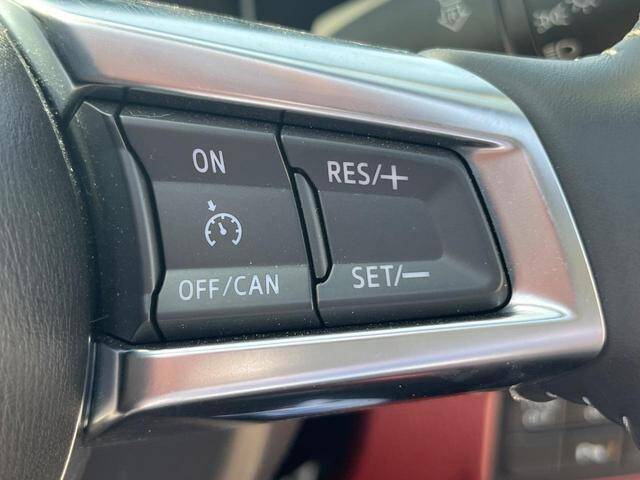 ON
RES/+
OFF/CAN
SET/−